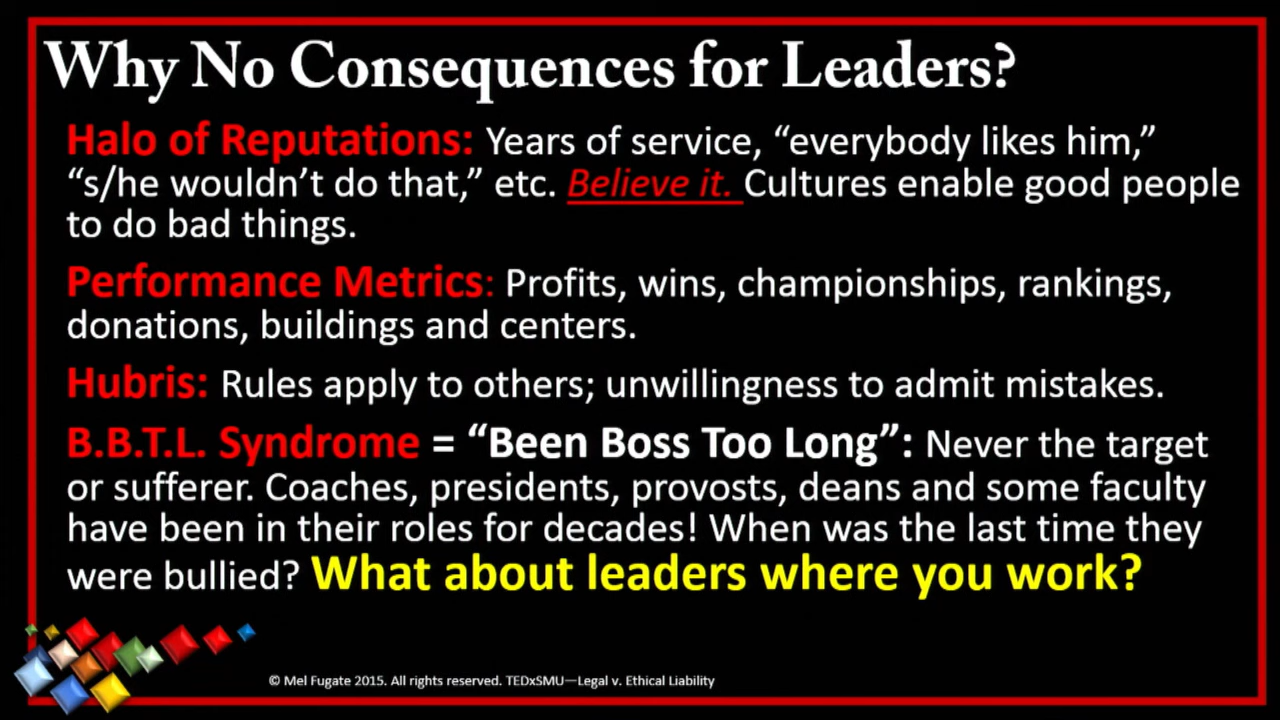 Why No Consequences for Leaders?
Halo of Reputations: Years of service, “everybody likes him,”
“s/he wouldn’t do that,” etc. Believe it. Cultures enable good people
to do bad things.
Performance Metrics: Profits, wins, championships, rankings,
donations, buildings and centers.
Hubris: Rules apply to others; unwillingness to admit mistakes.
B.B.T.L. Syndrome = “Been Boss Too Long”: Never the target
or sufferer. Coaches, presidents, provosts, deans and some faculty
have been in their roles for decades! When was the last time they
were bullied? What about leaders where you work?
© Mel Fugate 2015. All rights reserved. TEDxSMU—Legal v. Ethical Liability